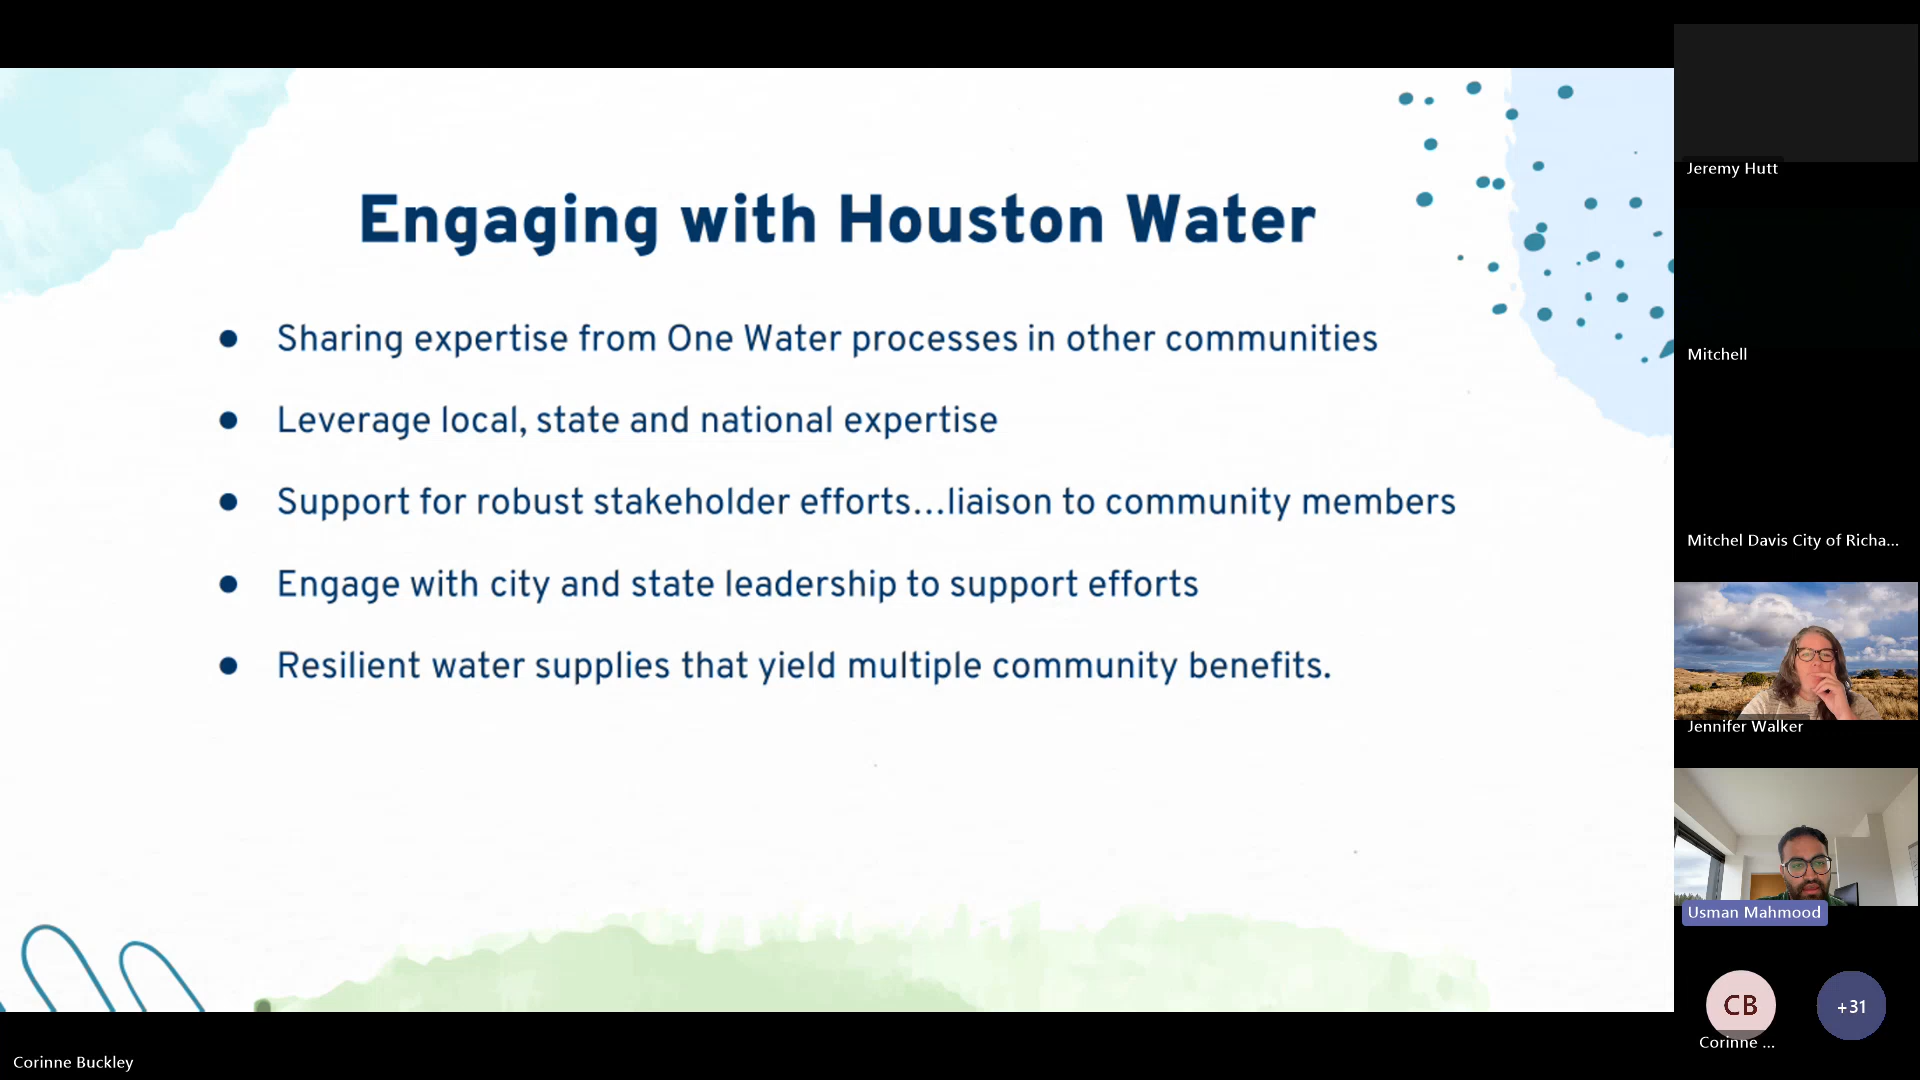 Engaging with Houston Water
● Sharing expertise from One Water processes in other communities
● Leverage local, state and national expertise
● Support for robust stakeholder efforts...liaison to community members
● Engage with city and state leadership to support efforts
● Resilient water supplies that yield multiple community benefits.
Jeremy Hutt
Mitchell
Mitchel Davis City of Richa...
Jennifer Walker
Usman Mahmood
CB
+31
Corinne ...
Corinne Buckley